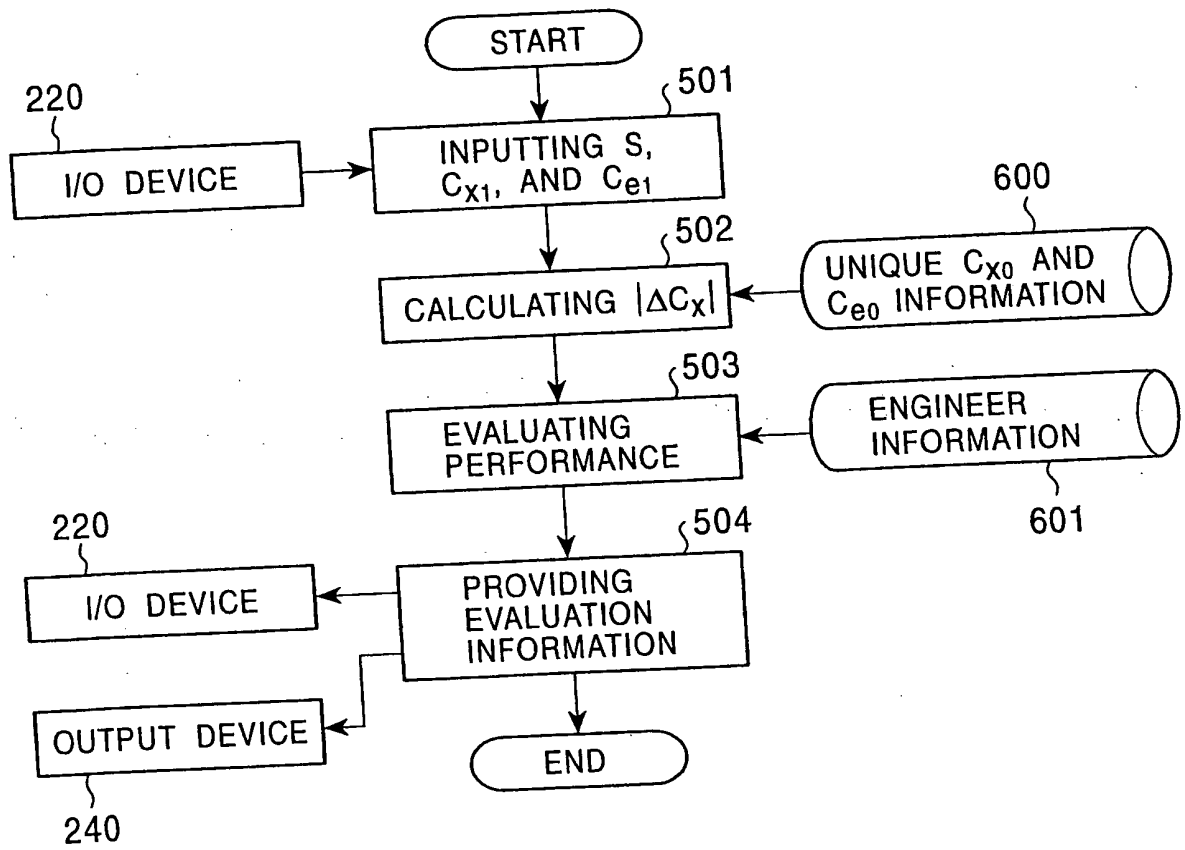 START
501
220
INPUTTING S,
Cx1, AND Ce1
I/O DEVICE
600
502
UNIQUE Cx0 AND
Ce0 INFORMATION
CALCULATING |ΔCx|
503
ENGINEER
INFORMATION
EVALUATING
PERFORMANCE
601
504
220
PROVIDING
EVALUATION
INFORMATION
I/O DEVICE
OUTPUT DEVICE
END
240